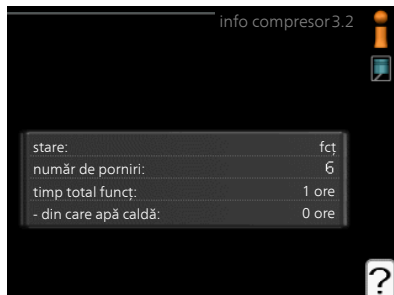 info compresor 3.2
stare: fcț
număr de porniri: 6
timp total funcț: 1 ore
- din care apă caldă: 0 ore
?